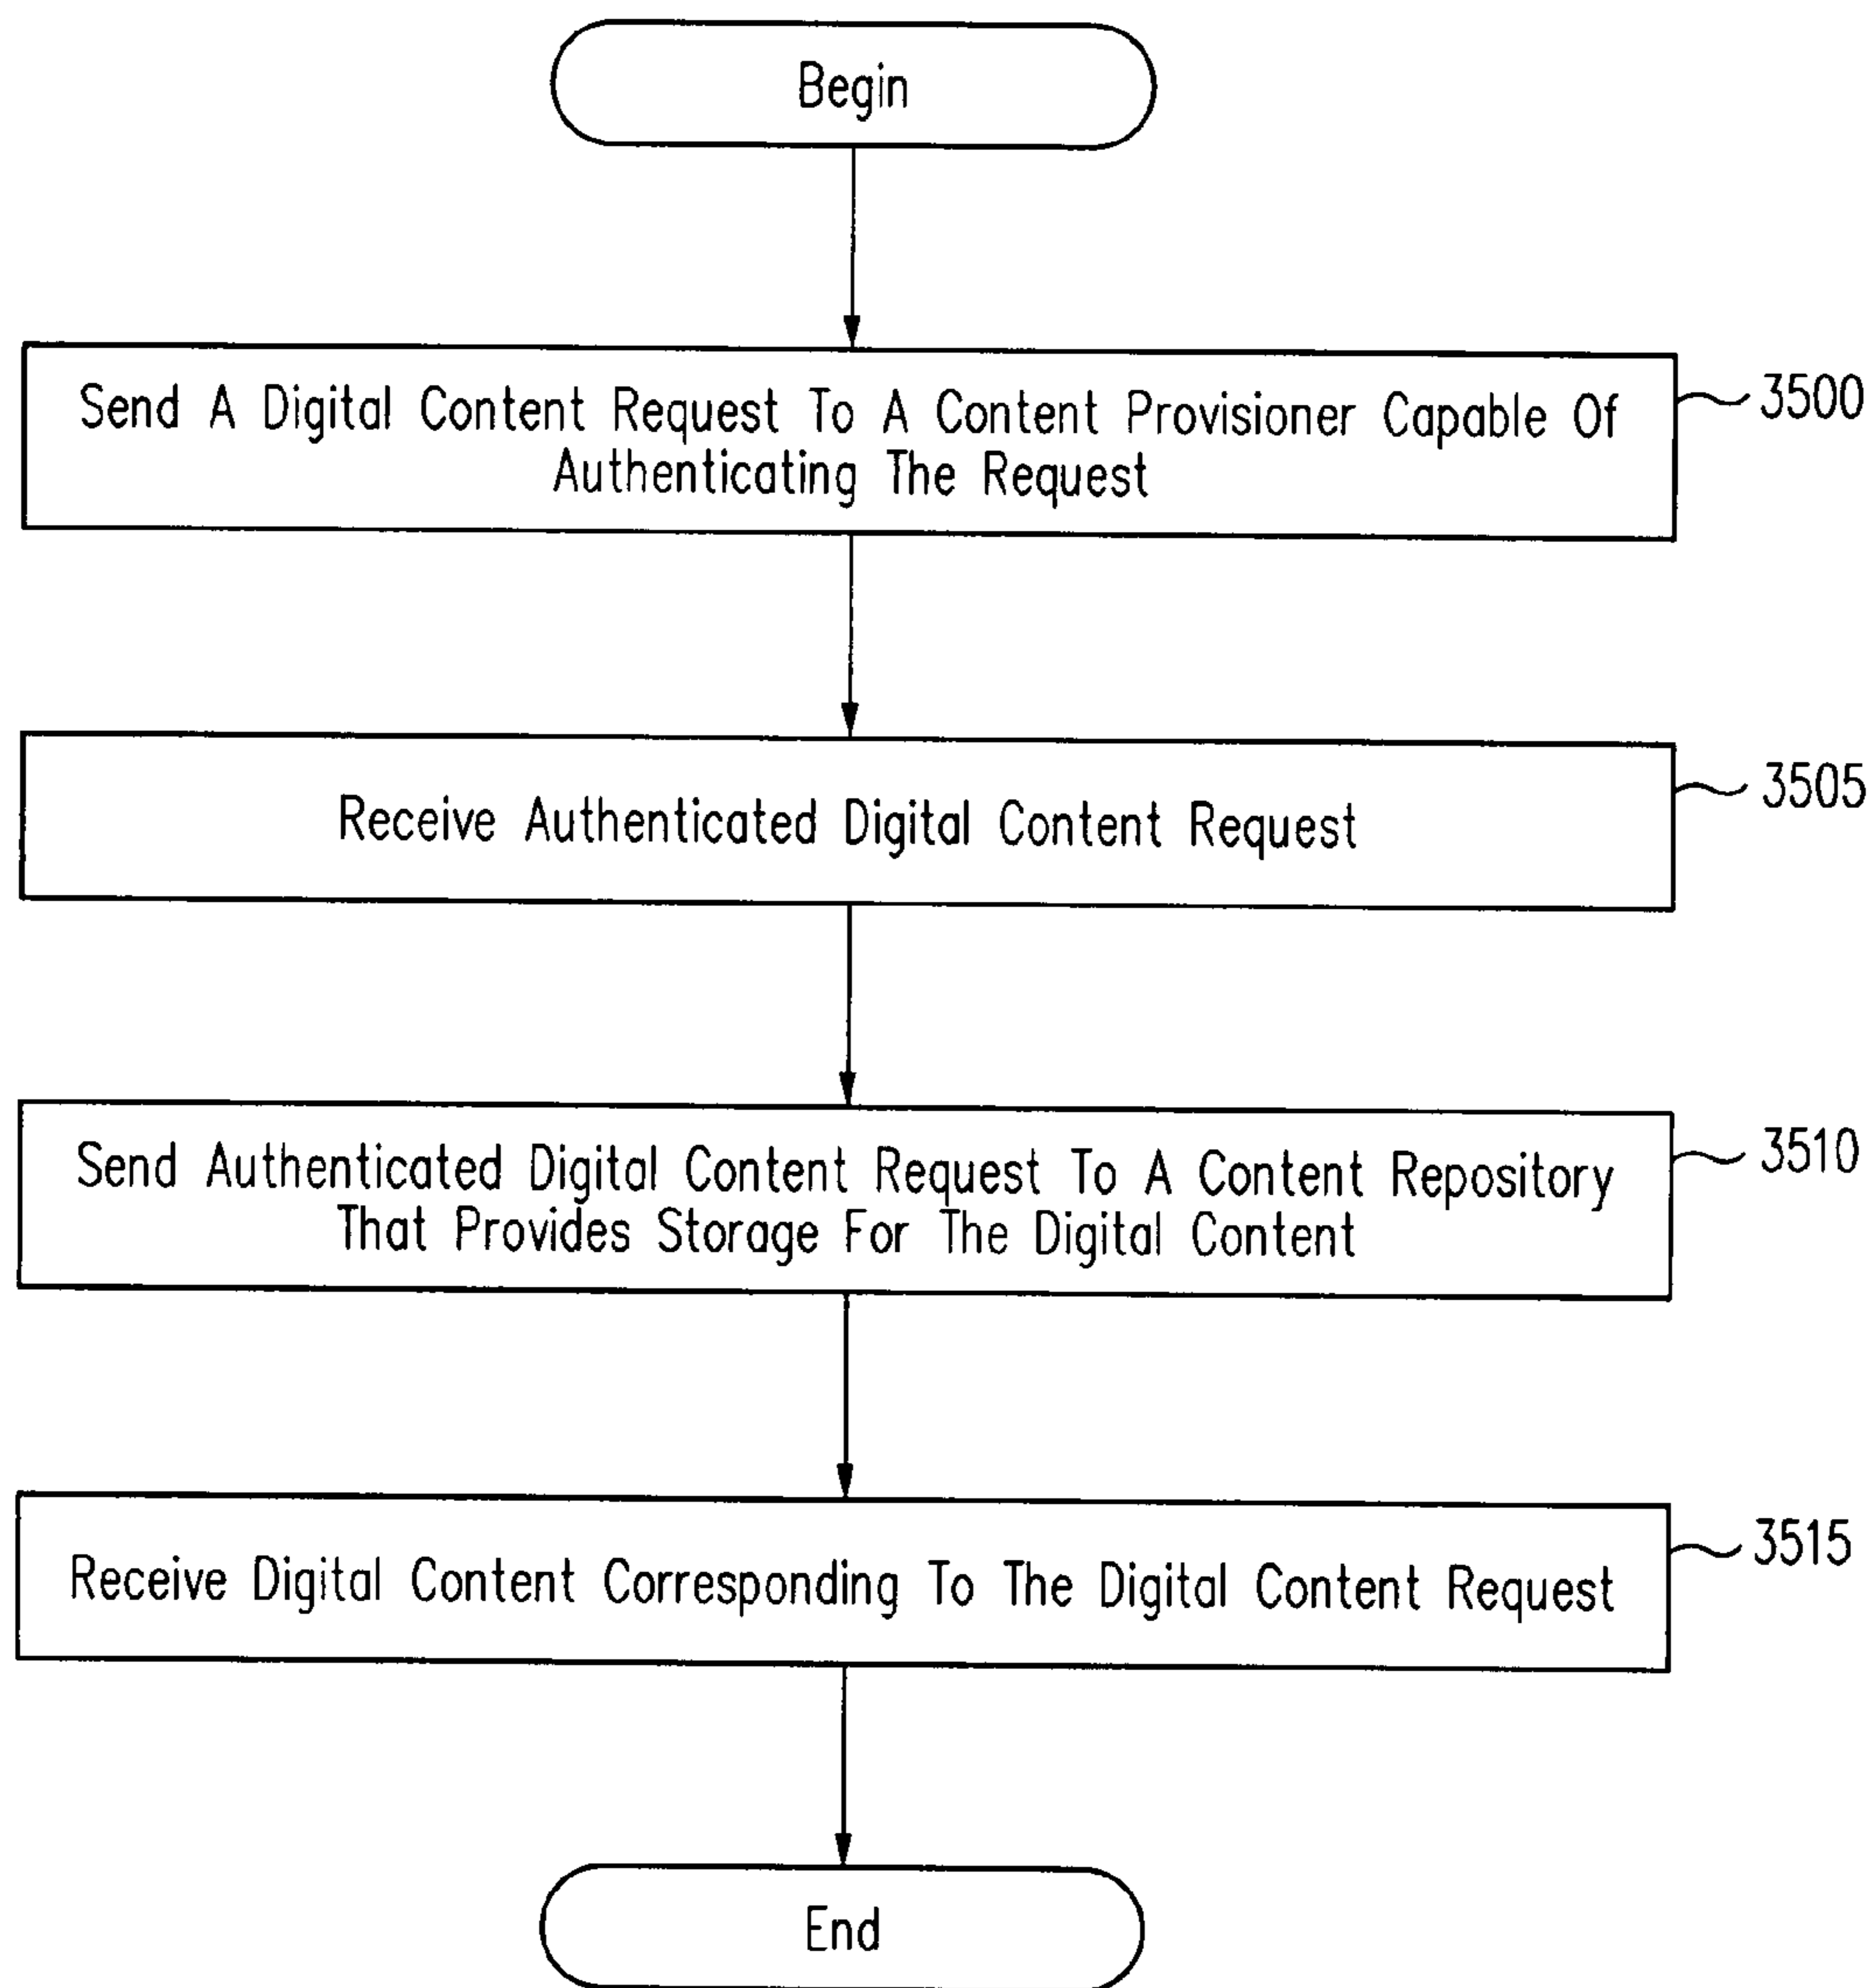 Begin
Send A Digital Content Request To A Content Provisioner Capable Of
Authenticating The Request
3500
Receive Authenticated Digital Content Request
3505
Send Authenticated Digital Content Request To A Content Repository
That Provides Storage For The Digital Content
3510
Receive Digital Content Corresponding To The Digital Content Request
3515
End